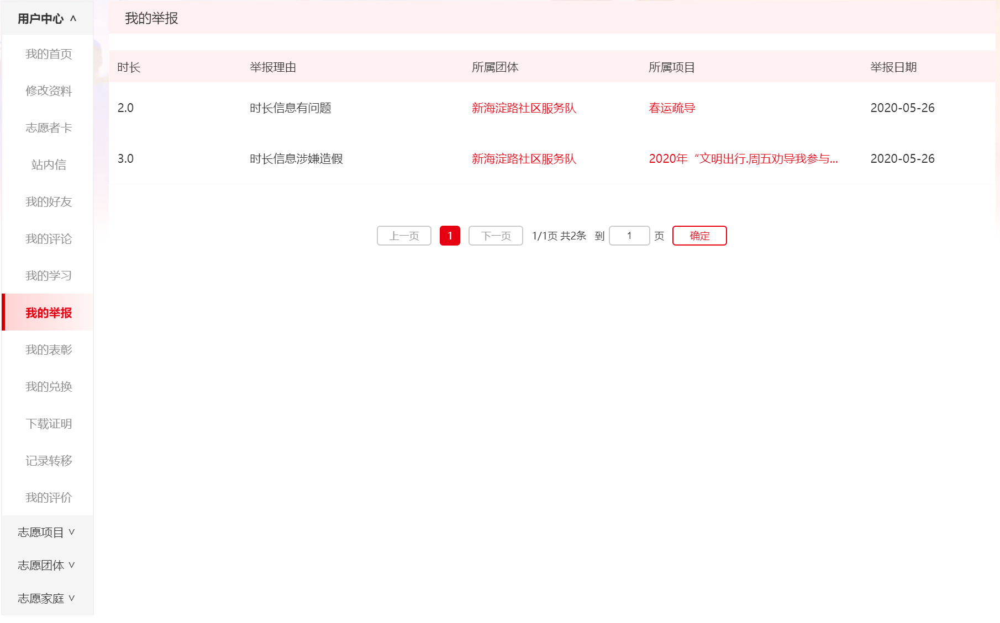 用户中心 ∧
我的首页
修改资料
志愿者卡
站内信
我的好友
我的评论
我的学习
我的举报
我的表彰
我的兑换
下载证明
记录转移
我的评价
志愿项目 ∨
志愿团体 ∨
志愿家庭 ∨
我的举报
时长 举报理由 所属团体 所属项目 举报日期
2.0 时长信息有问题 新海淀路社区服务队 春运疏导 2020-05-26
3.0 时长信息涉嫌造假 新海淀路社区服务队 2020年“文明出行.周五劝导我参与... 2020-05-26
上一页 1 下一页 1/1页 共2条 到 1 页 确定